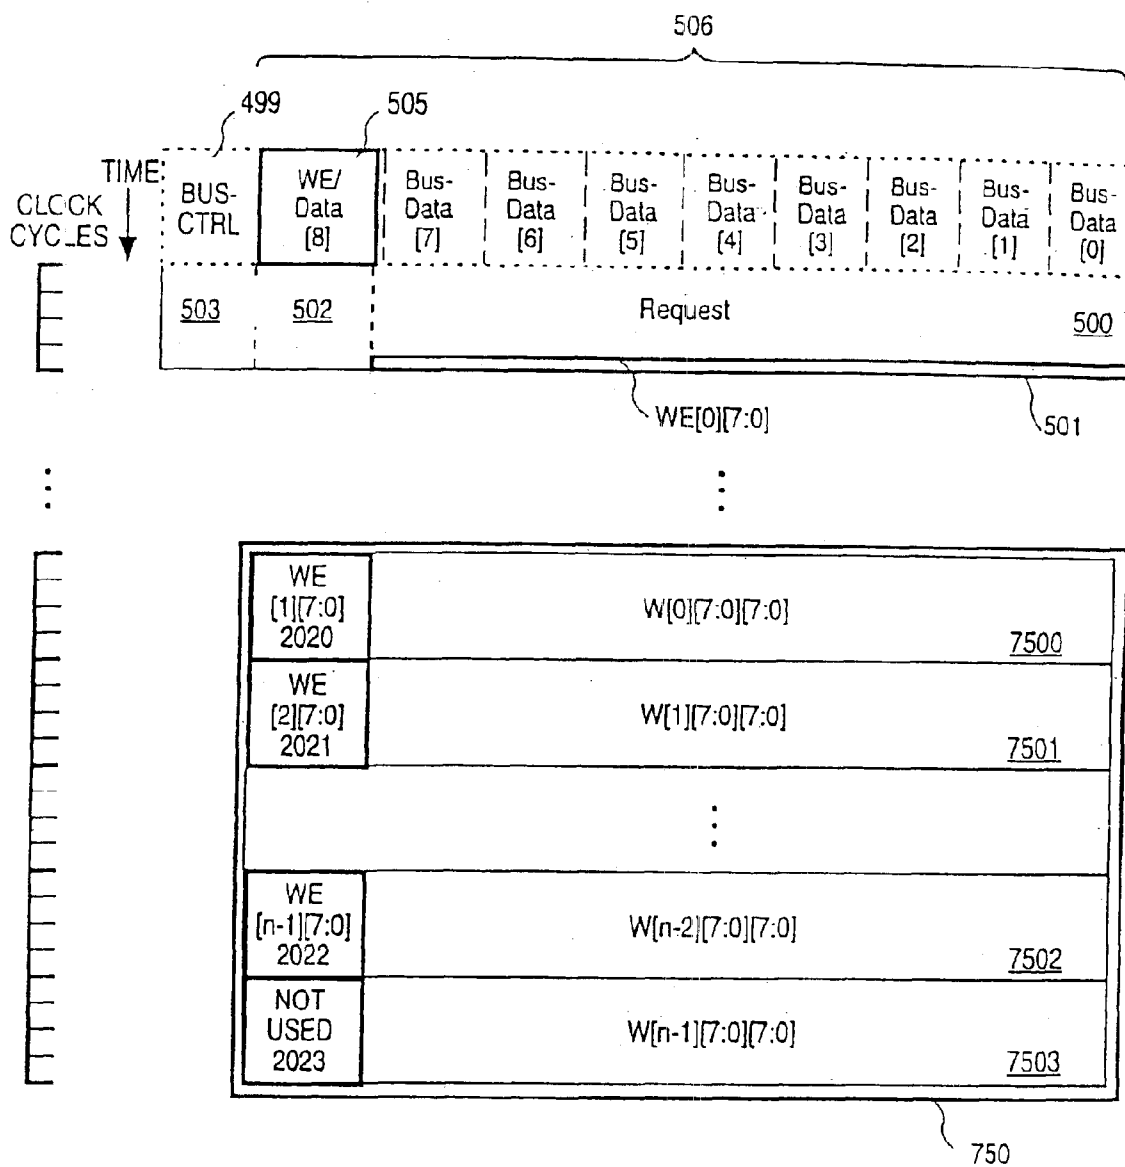 506
499
505
TIME
CLOCK
CYCLES
BUS-
CTRL
WE/
Data
[8]
Bus-
Data
[7]
Bus-
Data
[6]
Bus-
Data
[5]
Bus-
Data
[4]
Bus-
Data
[3]
Bus-
Data
[2]
Bus-
Data
[1]
Bus-
Data
[0]
503
502
Request
500
WE[0][7:0]
501
WE
[1][7:0]
2020
W[0][7:0][7:0]
7500
WE
[2][7:0]
2021
W[1][7:0][7:0]
7501
WE
[n-1][7:0]
2022
W[n-2][7:0][7:0]
7502
NOT
USED
2023
W[n-1][7:0][7:0]
7503
750